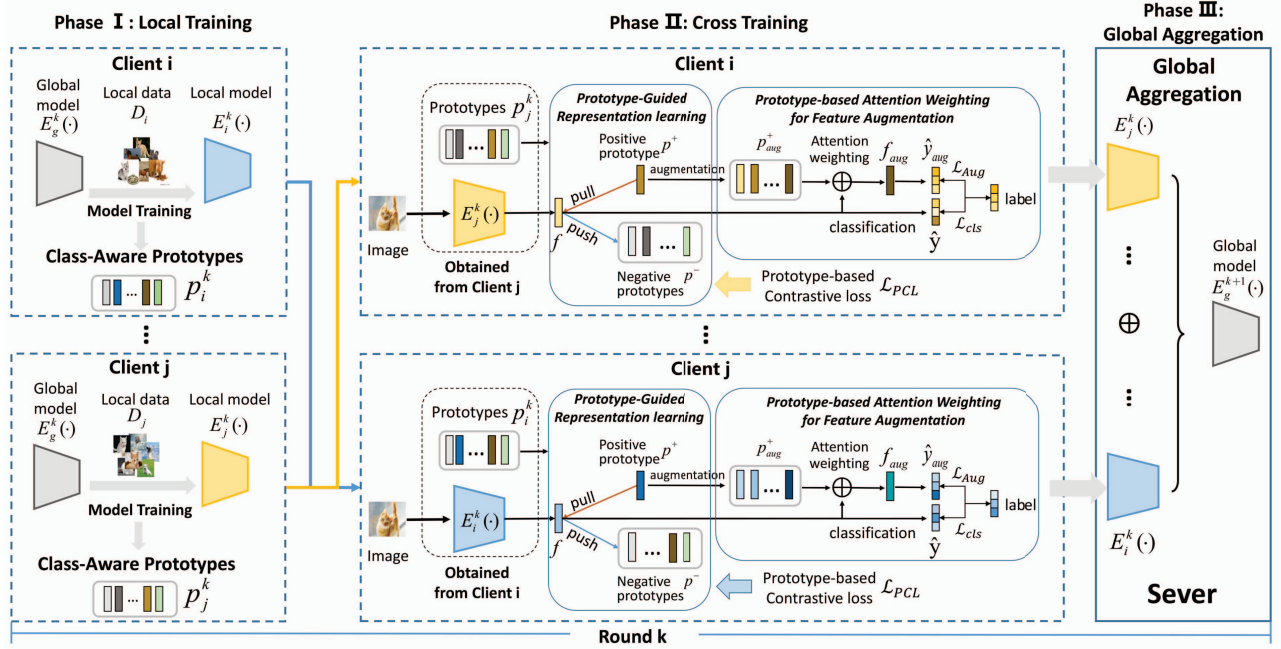 Phase Ⅰ: Local Training
Client i
Global
model
E_g^k(·)
Local data
D_i
Local model
E_i^k(·)
Model Training
Class-Aware Prototypes
... p_i^k
...
Client j
Global
model
E_g^k(·)
Local data
D_j
Local model
E_j^k(·)
Model Training
Class-Aware Prototypes
... p_j^k
Phase Ⅱ: Cross Training
Client i
Prototypes p_j^k
...
Image
E_j^k(·)
Obtained
from Client j
Prototype-Guided
Representation learning
Positive
prototype p^+
augmentation
pull
f
push
...
Negative
prototypes p^-
Prototype-based
Contrastive loss ℒ_PCL
Prototype-based Attention Weighting
for Feature Augmentation
p_aug^+
...
Attention
weighting
⊕
f_aug
ŷ_aug
ℒ_Aug
label
ℒ_cls
classification
ŷ
...
Client j
Prototypes p_i^k
...
Image
E_i^k(·)
Obtained
from Client i
Prototype-Guided
Representation learning
Positive
prototype p^+
augmentation
pull
f
push
...
Negative
prototypes p^-
Prototype-based
Contrastive loss ℒ_PCL
Prototype-based Attention Weighting
for Feature Augmentation
p_aug^+
...
Attention
weighting
⊕
f_aug
ŷ_aug
ℒ_Aug
label
ℒ_cls
classification
ŷ
Phase Ⅲ:
Global Aggregation
Global
Aggregation
E_j^k(·)
...
⊕
...
E_i^k(·)
Global
model
E_g^{k+1}(·)
Sever
Round k